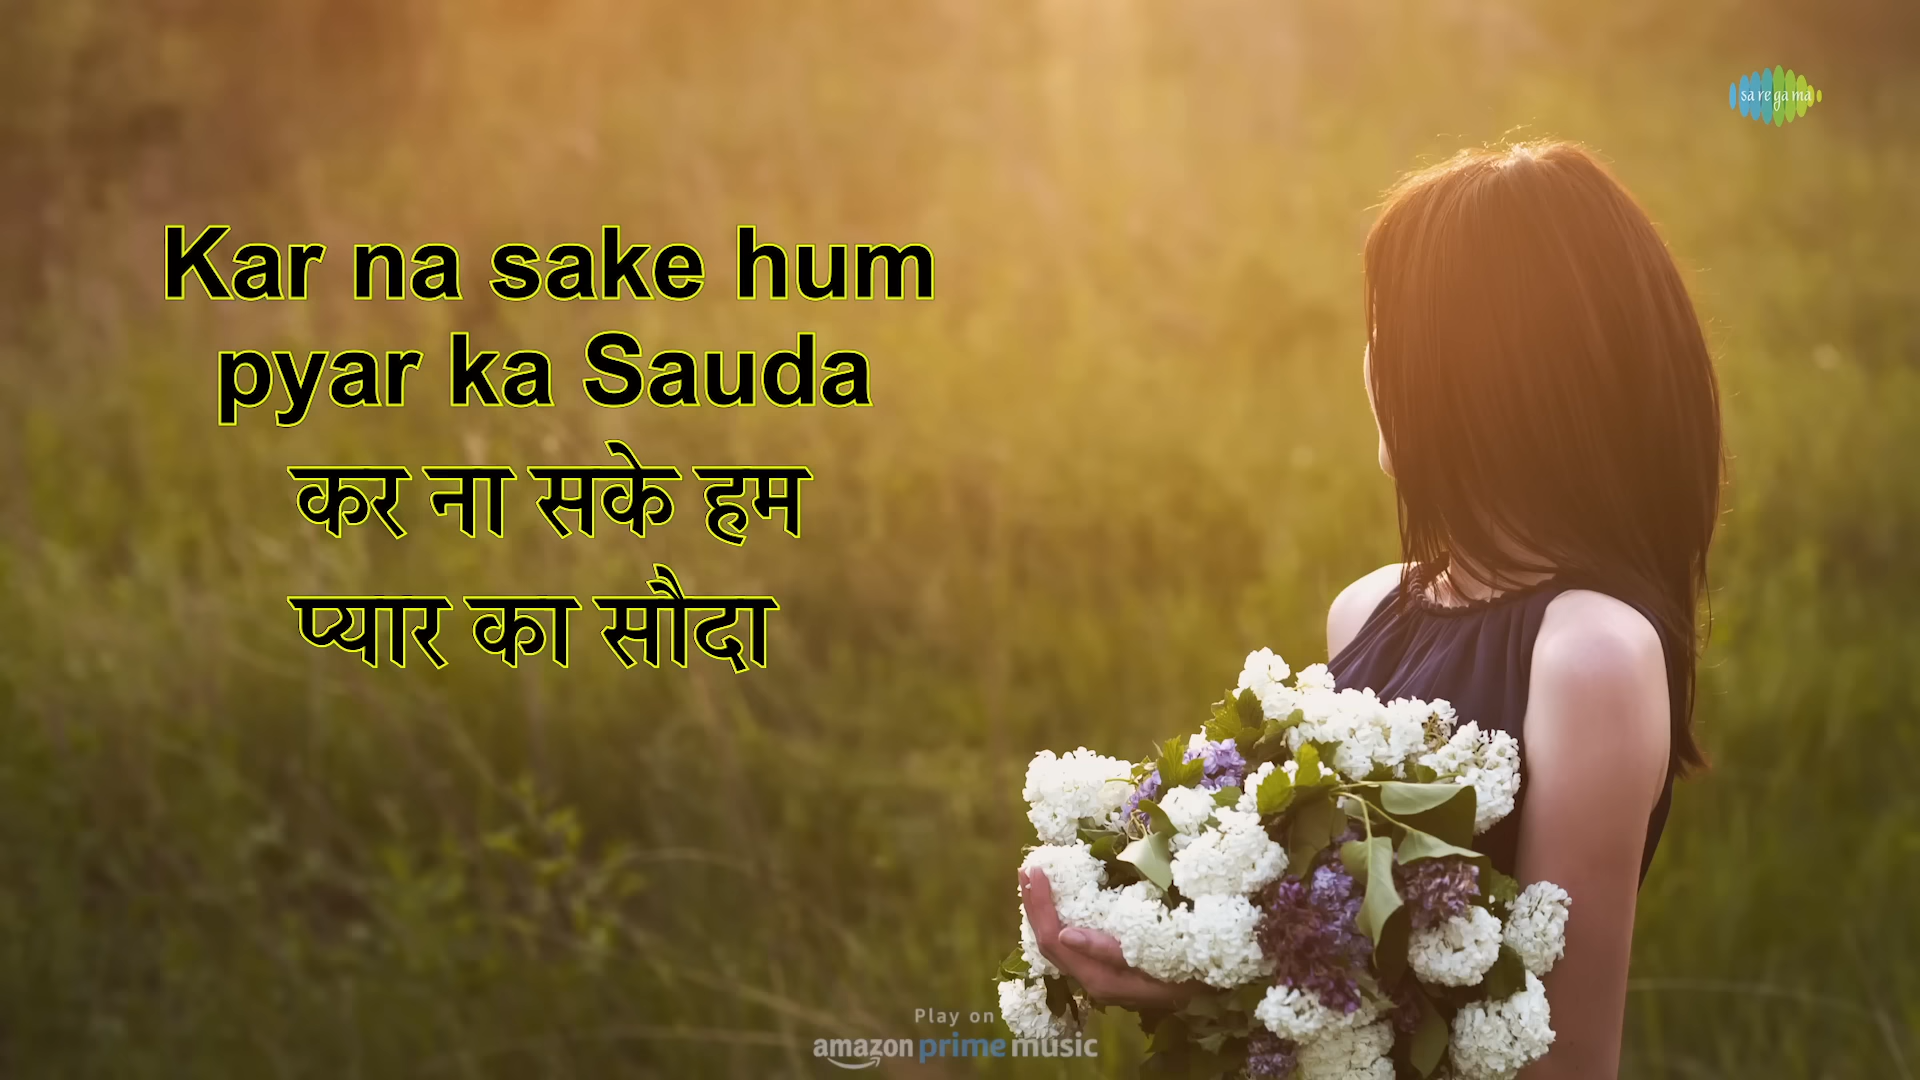 sa re ga ma
Kar na sake hum
pyar ka Sauda
कर ना सके हम
प्यार का सौदा
Play on
amazon prime music